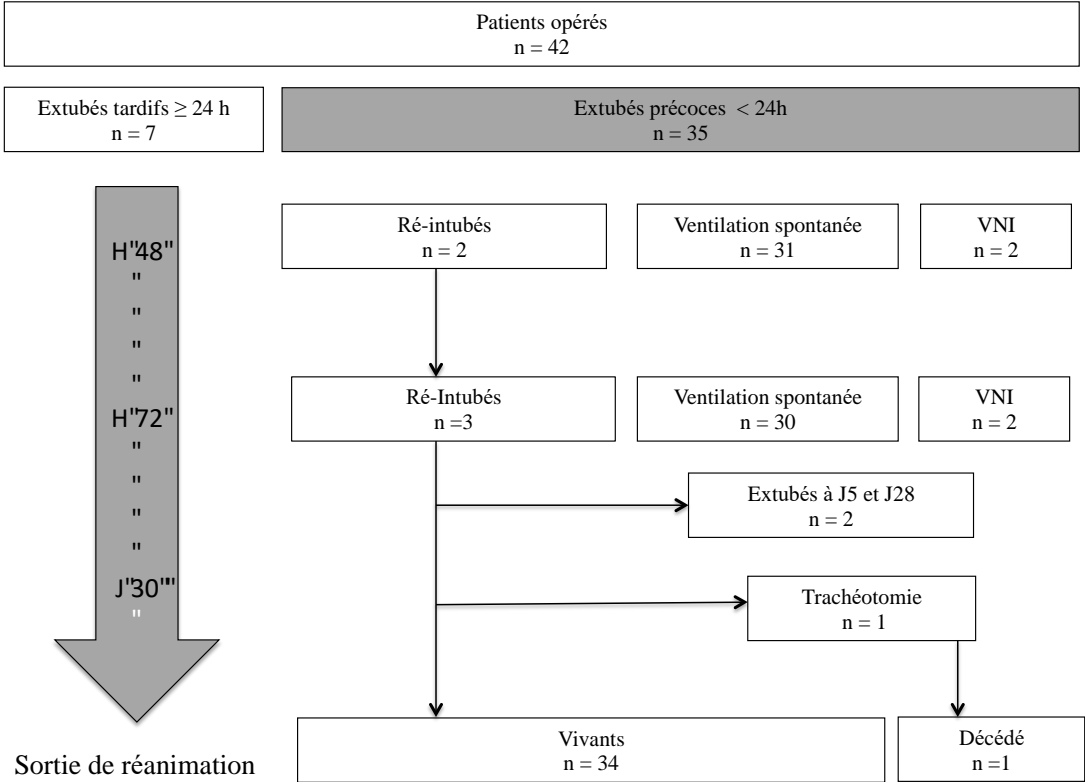 Patients opérés
n = 42
Extubés tardifs ≥ 24 h
n = 7
Extubés précoces < 24h
n = 35
Ré-intubés
n = 2
Ventilation spontanée
n = 31
VNI
n = 2
H"48"
"
"
"
"
H"72"
"
"
"
"
J"30""
"
Ré-Intubés
n =3
Ventilation spontanée
n = 30
VNI
n = 2
Extubés à J5 et J28
n = 2
Trachéotomie
n = 1
Vivants
n = 34
Décédé
n =1
Sortie de réanimation